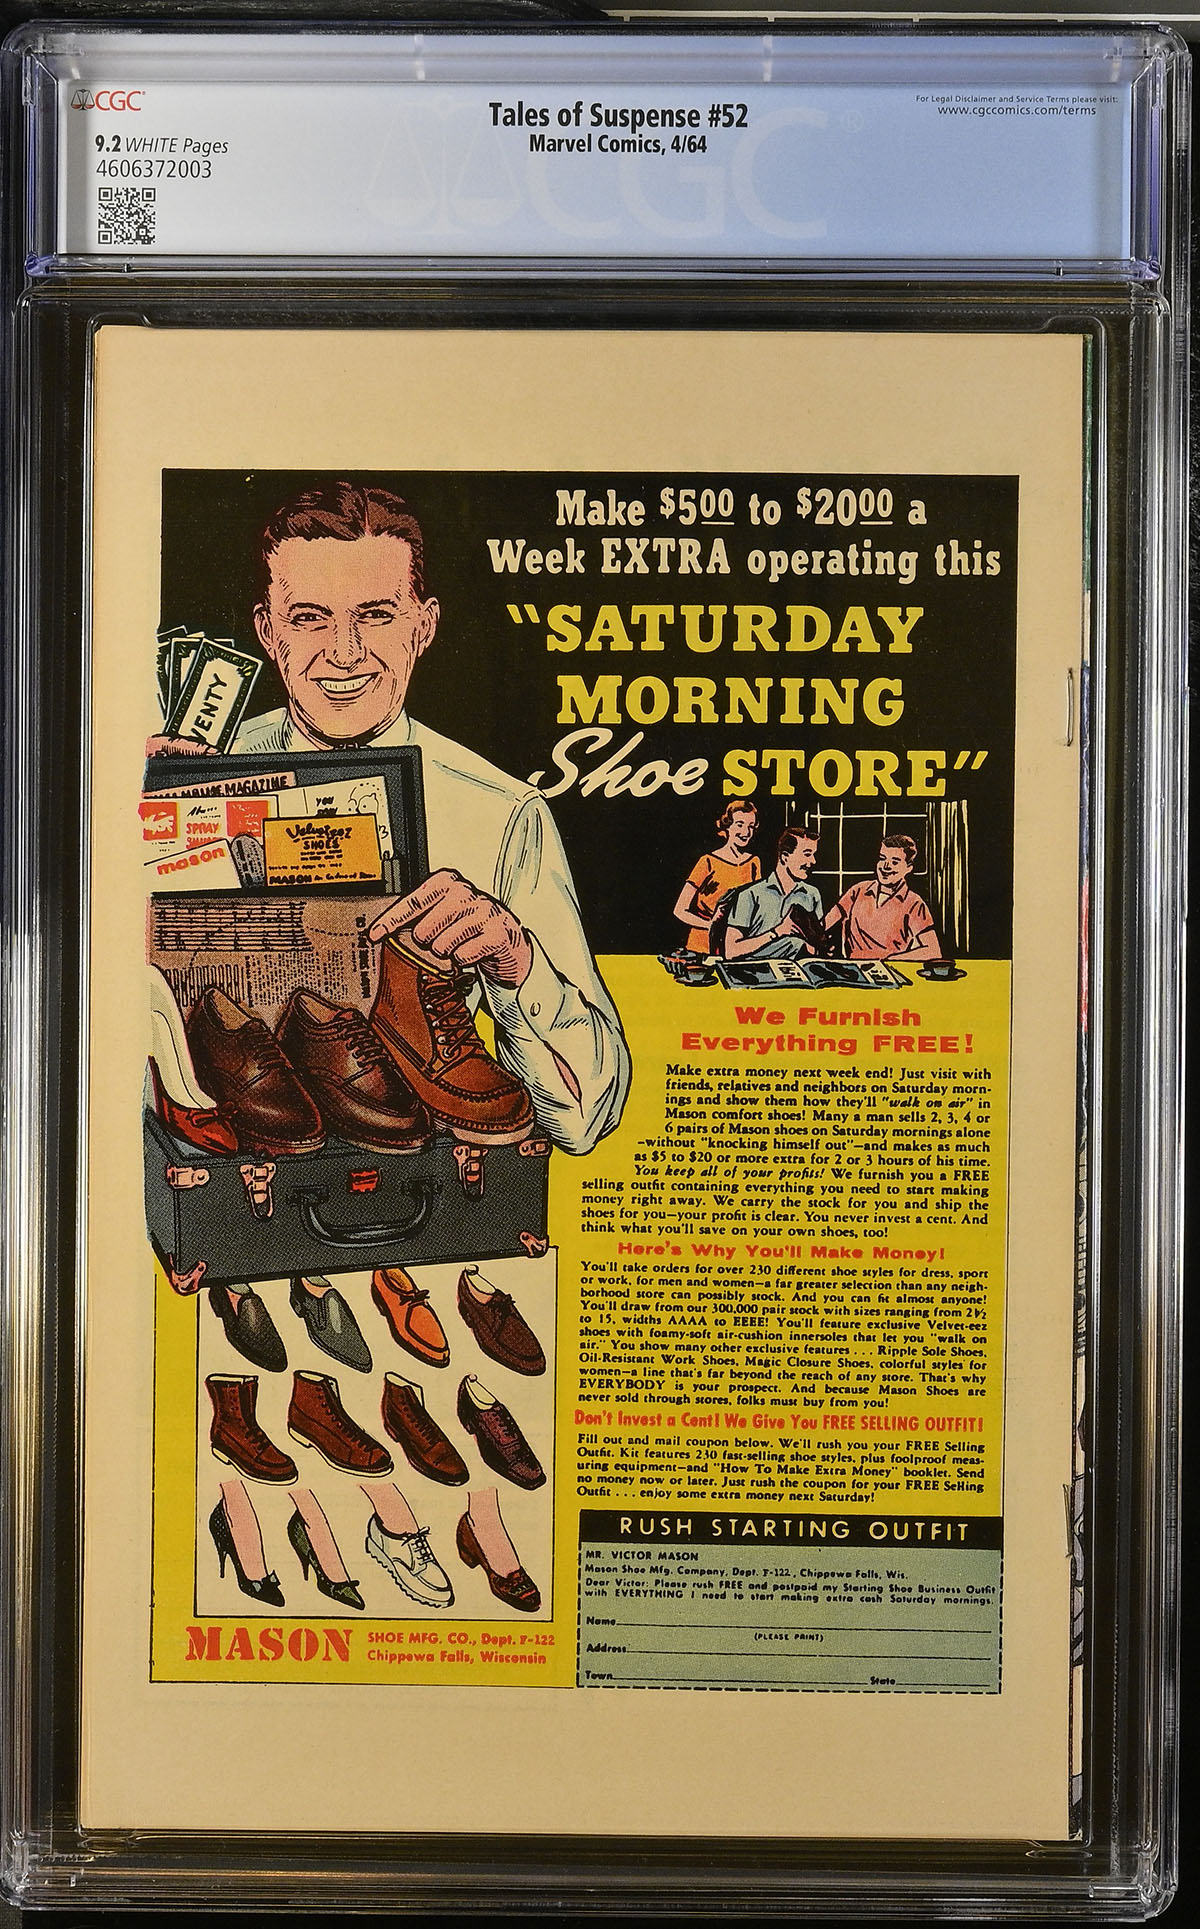 CGC
9.2 WHITE Pages
4606372003
Tales of Suspense #52
Marvel Comics, 4/64
For Legal Disclaimer and Service Terms please visit:
www.cgccomics.com/terms
CGC
Make $5.00 to $20.00 a
Week EXTRA operating this
"SATURDAY
MORNING
Shoe STORE"
VENTY
MAGAZINE
YOU
SPRAY
mason
Velvet-eez
SHOES
MASON
We Furnish
Everything FREE!
Make extra money next week end! Just visit with
friends, relatives and neighbors on Saturday morn-
ings and show them how they'll "walk on air" in
Mason comfort shoes! Many a man sells 2, 3, 4 or
6 pairs of Mason shoes on Saturday mornings alone
-without "knocking himself out"—and makes as much
as $5 to $20 or more extra for 2 or 3 hours of his time.
You keep all of your profits! We furnish you a FREE
selling outfit containing everything you need to start making
money right away. We carry the stock for you and ship the
shoes for you—your profit is clear. You never invest a cent. And
think what you'll save on your own shoes, too!
Here's Why You'll Make Money!
You'll take orders for over 230 different shoe styles for dress, sport
or work, for men and women—a far greater selection than any neigh-
borhood store can possibly stock. And you can fit almost anyone!
You'll draw from our 300,000 pair stock with sizes ranging from 2½
to 15, widths AAAA to EEEE! You'll feature exclusive Velvet-eez
shoes with foamy-soft air-cushion innersoles that let you "walk on
air." You show many other exclusive features . . . Ripple Sole Shoes,
Oil-Resistant Work Shoes, Magic Closure Shoes, colorful styles for
women—a line that's far beyond the reach of any store. That's why
EVERYBODY is your prospect. And because Mason Shoes are
never sold through stores, folks must buy from you!
Don't Invest a Cent! We Give You FREE SELLING OUTFIT!
Fill out and mail coupon below. We'll rush you your FREE Selling
Outfit. Kit features 230 fast-selling shoe styles, plus foolproof meas-
uring equipment—and "How To Make Extra Money" booklet. Send
no money now or later. Just rush the coupon for your FREE Selling
Outfit . . . enjoy some extra money next Saturday!
RUSH STARTING OUTFIT
MR. VICTOR MASON
Mason Shoe Mfg. Company, Dept. F-122, Chippewa Falls, Wis.
Dear Victor: Please rush FREE and postpaid my Starting Shoe Business Outfit
with EVERYTHING I need to start making extra cash Saturday mornings.
Name
(PLEASE PRINT)
Address
Town State
MASON SHOE MFG. CO., Dept. F-122
Chippewa Falls, Wisconsin